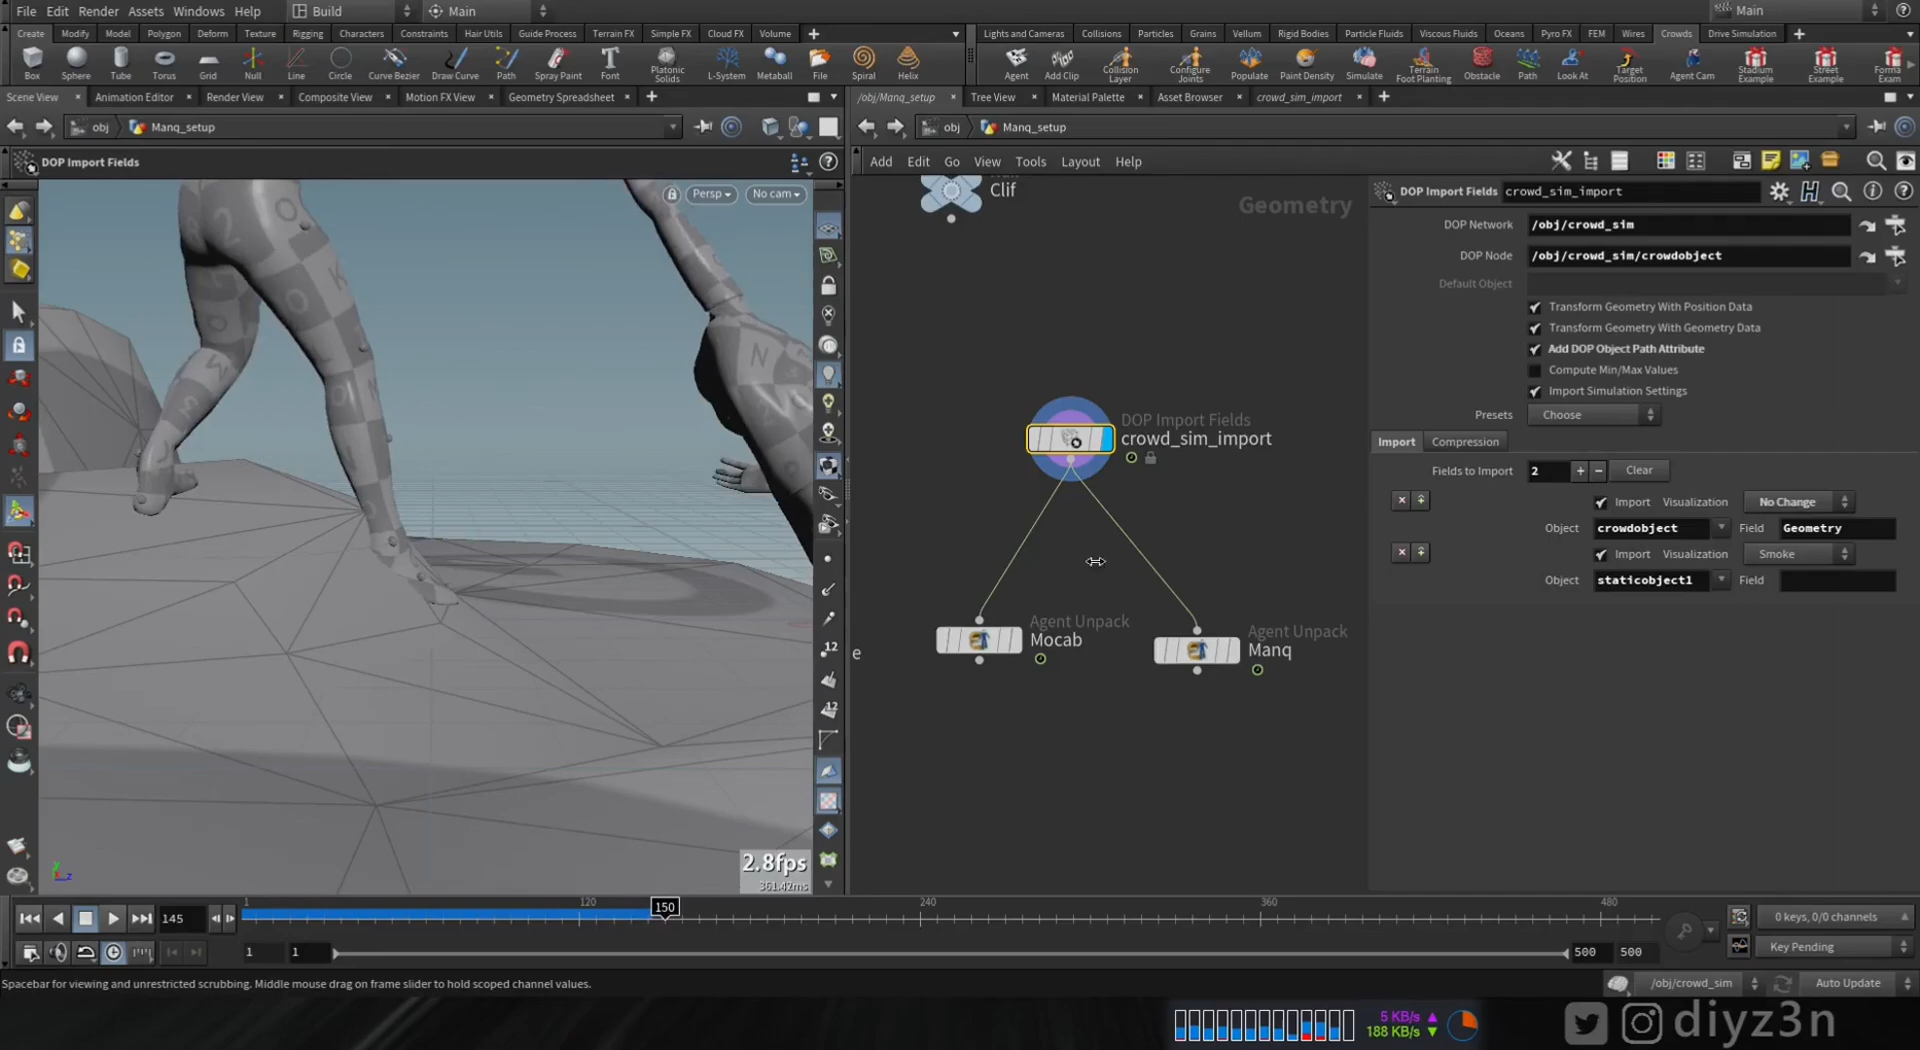 File Edit Render Assets Windows Help Build Main Main
Create Modify Model Polygon Deform Texture Rigging Characters Constraints Hair Utils Guide Process Terrain FX Simple FX Cloud FX Volume
Lights and Cameras Collisions Particles Grains Vellum Rigid Bodies Particle Fluids Viscous Fluids Oceans Pyro FX FEM Wires Crowds Drive Simulation
Box Sphere Tube Torus Grid Null Line Circle Curve Bezier Draw Curve Path Spray Paint Font Platonic Solids L-System Metaball File Spiral Helix
Agent Add Clip Collision Layer Configure Joints Populate Paint Density Simulate Terrain Foot Planting Obstacle Path Look At Target Position Agent Cam Stadium Example Street Example Forma Exam
Scene View Animation Editor Render View Composite View Motion FX View Geometry Spreadsheet
/obj/Manq_setup Tree View Material Palette Asset Browser crowd_sim_import
obj Manq_setup
obj Manq_setup
DOP Import Fields
Add Edit Go View Tools Layout Help
Persp No cam
Clif
Geometry
DOP Import Fields
crowd_sim_import
Agent Unpack
Mocab
Agent Unpack
Manq
e
DOP Import Fields crowd_sim_import
DOP Network /obj/crowd_sim
DOP Node /obj/crowd_sim/crowdobject
Default Object
Transform Geometry With Position Data
Transform Geometry With Geometry Data
Add DOP Object Path Attribute
Compute Min/Max Values
Import Simulation Settings
Presets Choose
Import Compression
Fields to Import 2 + − Clear
Import Visualization No Change
Object crowdobject Field Geometry
Import Visualization Smoke
Object staticobject1 Field
12
12
2.8fps
361.42ms
y
z
145 1 120 150 240 360 480
0 keys, 0/0 channels
1 1 500 500
Key Pending
Spacebar for viewing and unrestricted scrubbing. Middle mouse drag on frame slider to hold scoped channel values.
/obj/crowd_sim Auto Update
5 KB/s
188 KB/s
diyz3n